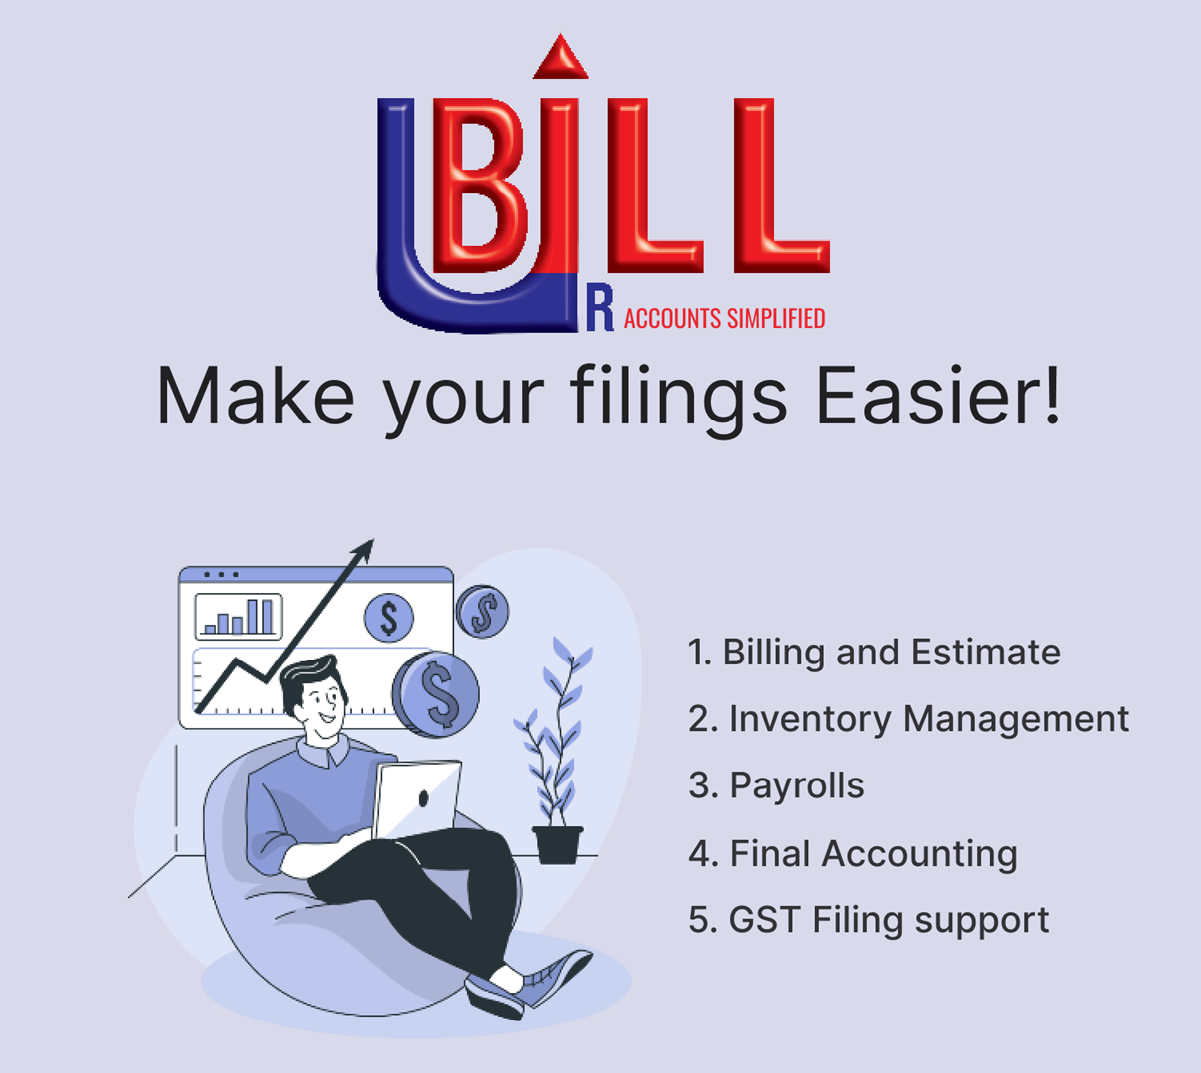 BiLL
UR ACCOUNTS SIMPLIFIED
Make your filings Easier!
$
$
$
1. Billing and Estimate
2. Inventory Management
3. Payrolls
4. Final Accounting
5. GST Filing support